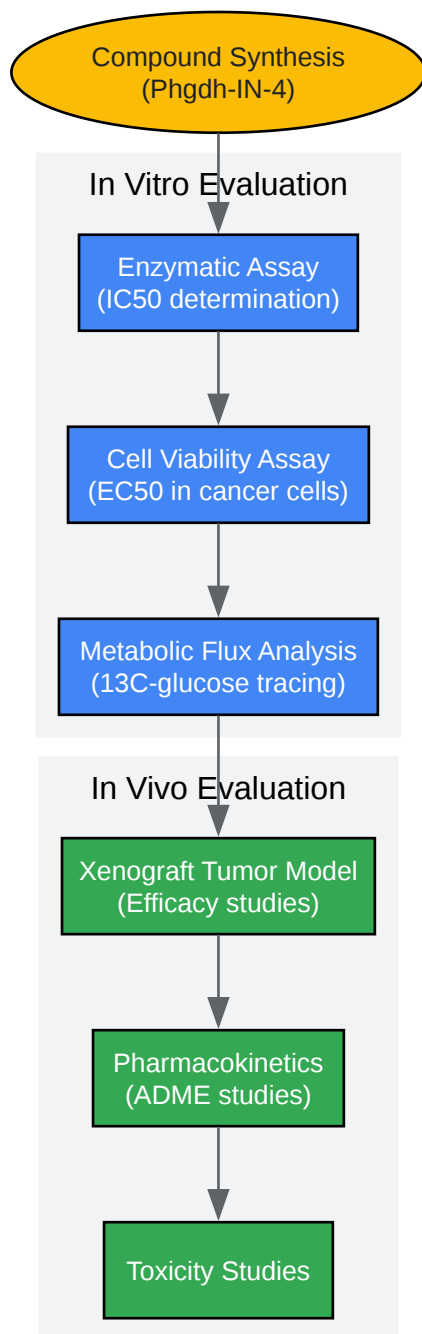 Compound Synthesis
(Phgdh-IN-4)
In Vitro Evaluation
Enzymatic Assay
(IC50 determination)
Cell Viability Assay
(EC50 in cancer cells)
Metabolic Flux Analysis
(13C-glucose tracing)
In Vivo Evaluation
Xenograft Tumor Model
(Efficacy studies)
Pharmacokinetics
(ADME studies)
Toxicity Studies